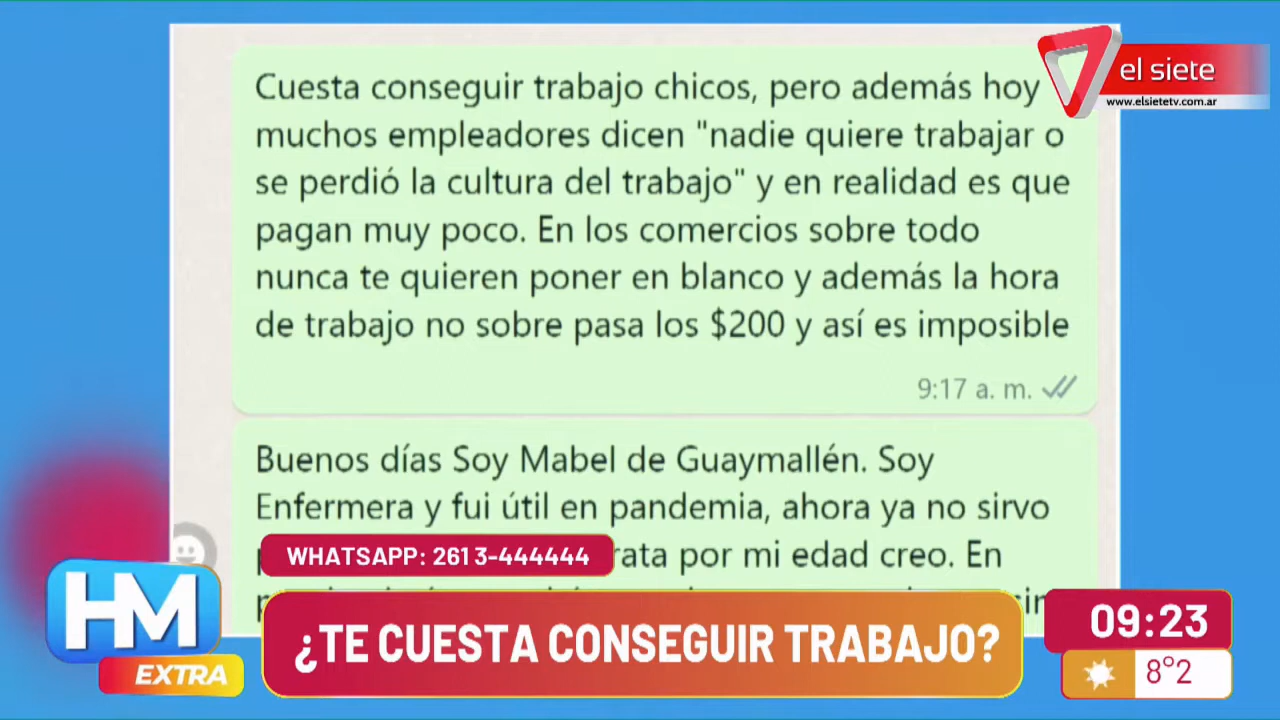 el siete
www.elsietetv.com.ar
Cuesta conseguir trabajo chicos, pero además hoy
muchos empleadores dicen "nadie quiere trabajar o
se perdió la cultura del trabajo" y en realidad es que
pagan muy poco. En los comercios sobre todo
nunca te quieren poner en blanco y además la hora
de trabajo no sobre pasa los $200 y así es imposible
9:17 a. m.
Buenos días Soy Mabel de Guaymallén. Soy
Enfermera y fui útil en pandemia, ahora ya no sirvo
por mi edad creo. En
WHATSAPP: 261 3-444444
HM
EXTRA
¿TE CUESTA CONSEGUIR TRABAJO?
09:23
8°2